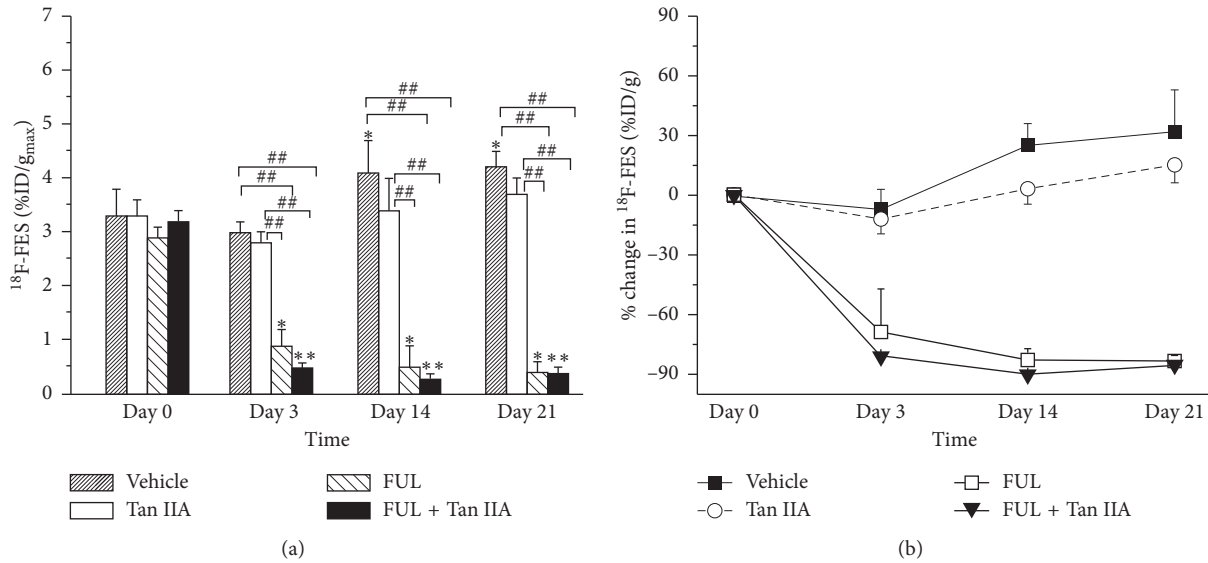 7
6
5
4
3
2
1
0
¹⁸F-FES (%ID/gₘₐₓ)
##
##
##
##
*
**
*
##
##
##
##
*
**
*
##
##
##
##
*
**
Day 0 Day 3 Day 14 Day 21
Time
Vehicle FUL
Tan IIA FUL + Tan IIA
(a)
90
60
30
0
−30
−60
−90
% change in ¹⁸F-FES (%ID/g)
Day 0 Day 3 Day 14 Day 21
Time
Vehicle FUL
Tan IIA FUL + Tan IIA
(b)